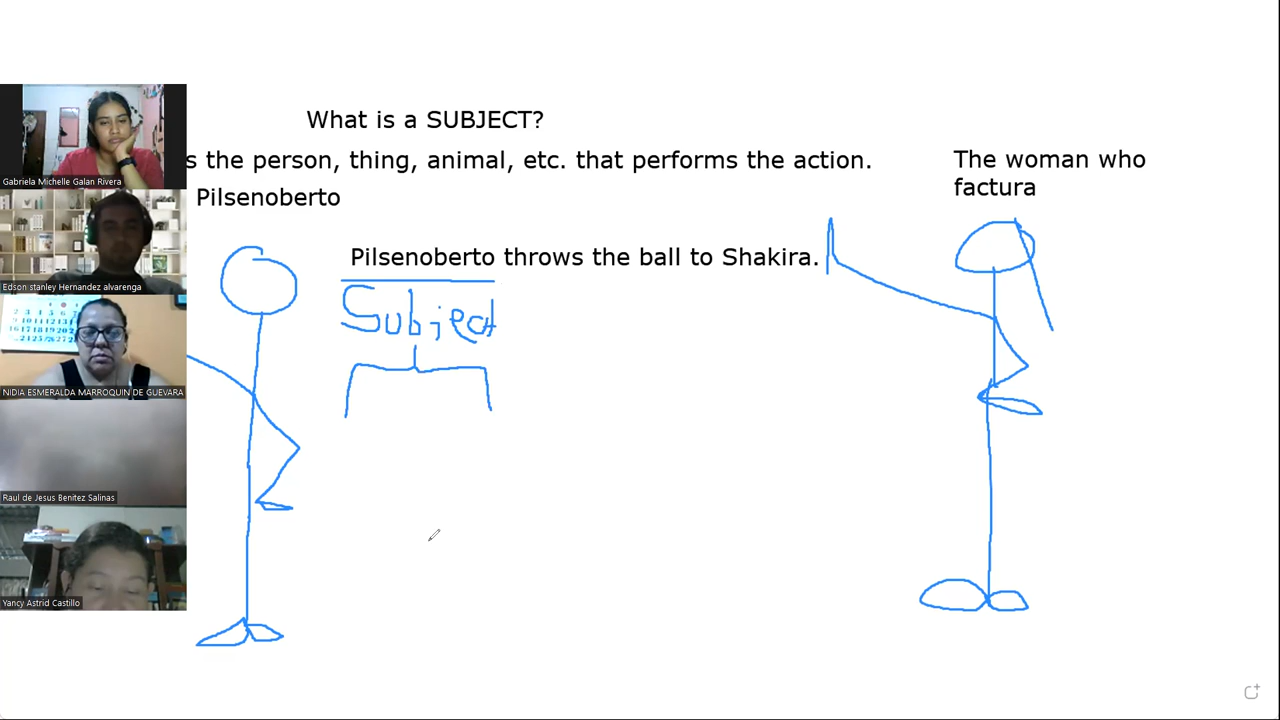 What is a SUBJECT?
s the person, thing, animal, etc. that performs the action.
The woman who
factura
Pilsenoberto
Pilsenoberto throws the ball to Shakira.
Subject
Gabriela Michelle Galan Rivera
Edson stanley Hernandez alvarenga
NIDIA ESMERALDA MARROQUIN DE GUEVARA
Raul de Jesus Benitez Salinas
Yancy Astrid Castillo